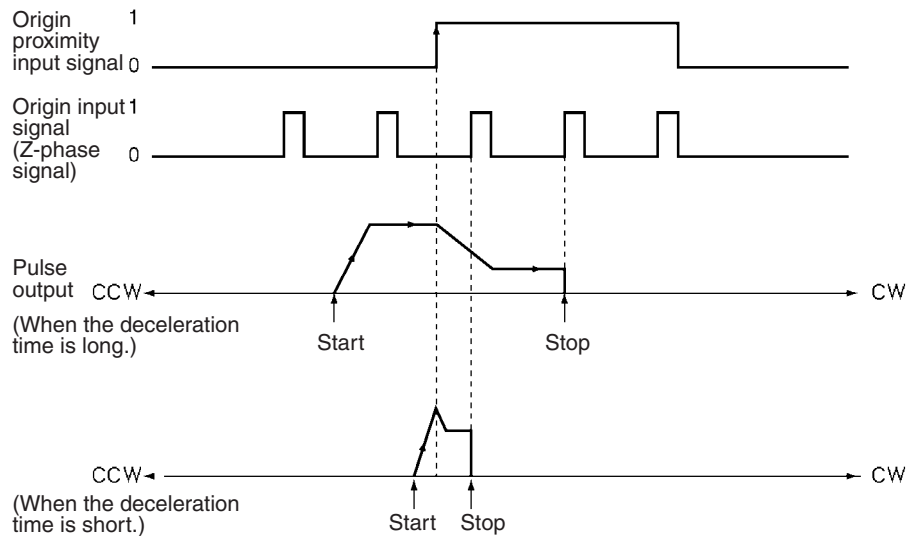 Origin
proximity
input signal
1
0
Origin input
signal
(Z-phase
signal)
1
0
Pulse
output
CCW
CW
(When the deceleration
time is long.)
Start
Stop
CCW
CW
(When the deceleration
time is short.)
Start
Stop